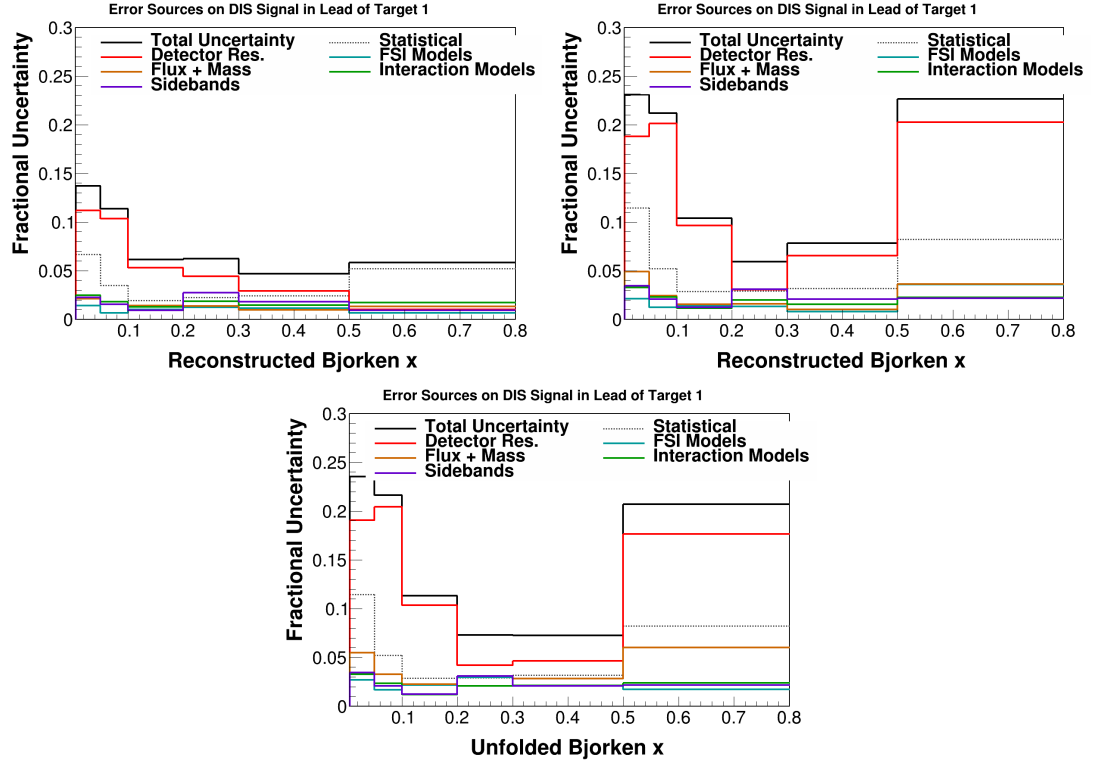 Error Sources on DIS Signal in Lead of Target 1
Fractional Uncertainty
0.3
0.25
0.2
0.15
0.1
0.05
0
Total Uncertainty
Detector Res.
Flux + Mass
Sidebands
Statistical
FSI Models
Interaction Models
0.1 0.2 0.3 0.4 0.5 0.6 0.7 0.8
Reconstructed Bjorken x
Error Sources on DIS Signal in Lead of Target 1
Fractional Uncertainty
0.3
0.25
0.2
0.15
0.1
0.05
0
Total Uncertainty
Detector Res.
Flux + Mass
Sidebands
Statistical
FSI Models
Interaction Models
0.1 0.2 0.3 0.4 0.5 0.6 0.7 0.8
Reconstructed Bjorken x
Error Sources on DIS Signal in Lead of Target 1
Fractional Uncertainty
0.3
0.25
0.2
0.15
0.1
0.05
0
Total Uncertainty
Detector Res.
Flux + Mass
Sidebands
Statistical
FSI Models
Interaction Models
0.1 0.2 0.3 0.4 0.5 0.6 0.7 0.8
Unfolded Bjorken x